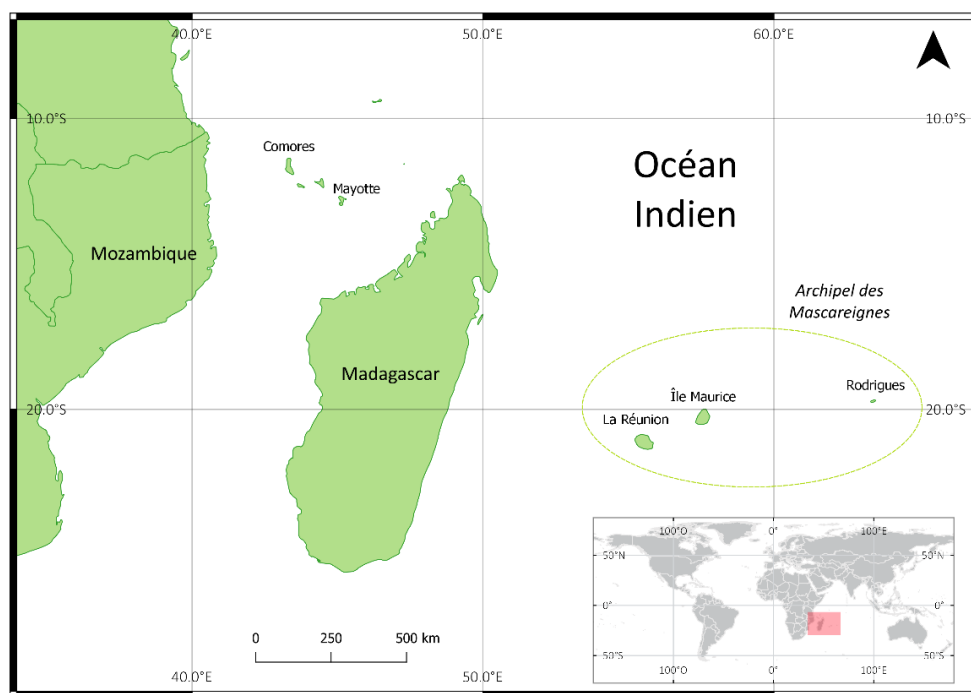 40.0°E
50.0°E
60.0°E
10.0°S
10.0°S
Comores
Mayotte
Océan
Indien
Mozambique
Archipel des
Mascareignes
Madagascar
Rodrigues
Île Maurice
20.0°S
20.0°S
La Réunion
100°O
0°
100°E
50°N
50°N
0°
0°
50°S
50°S
100°O
0°
100°E
0
250
500 km
40.0°E
50.0°E